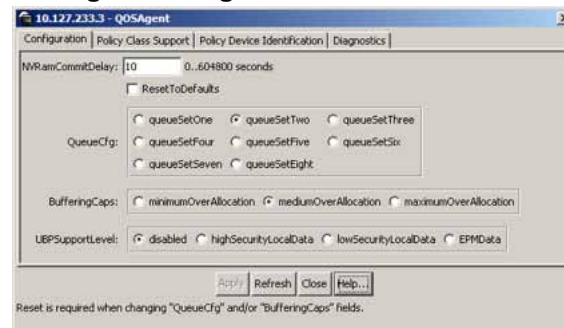 10.127.233.3 - QOSAgent
Configuration Policy Class Support Policy Device Identification Diagnostics
NVRamCommitDelay: 10 0..604800 seconds
ResetToDefaults
queueSetOne queueSetTwo queueSetThree
QueueCfg: queueSetFour queueSetFive queueSetSix
queueSetSeven queueSetEight
BufferingCaps: minimumOverAllocation mediumOverAllocation maximumOverAllocation
UBPSupportLevel: disabled highSecurityLocalData lowSecurityLocalData EPMData
Apply Refresh Close Help...
Reset is required when changing "QueueCfg" and/or "BufferingCaps" fields.